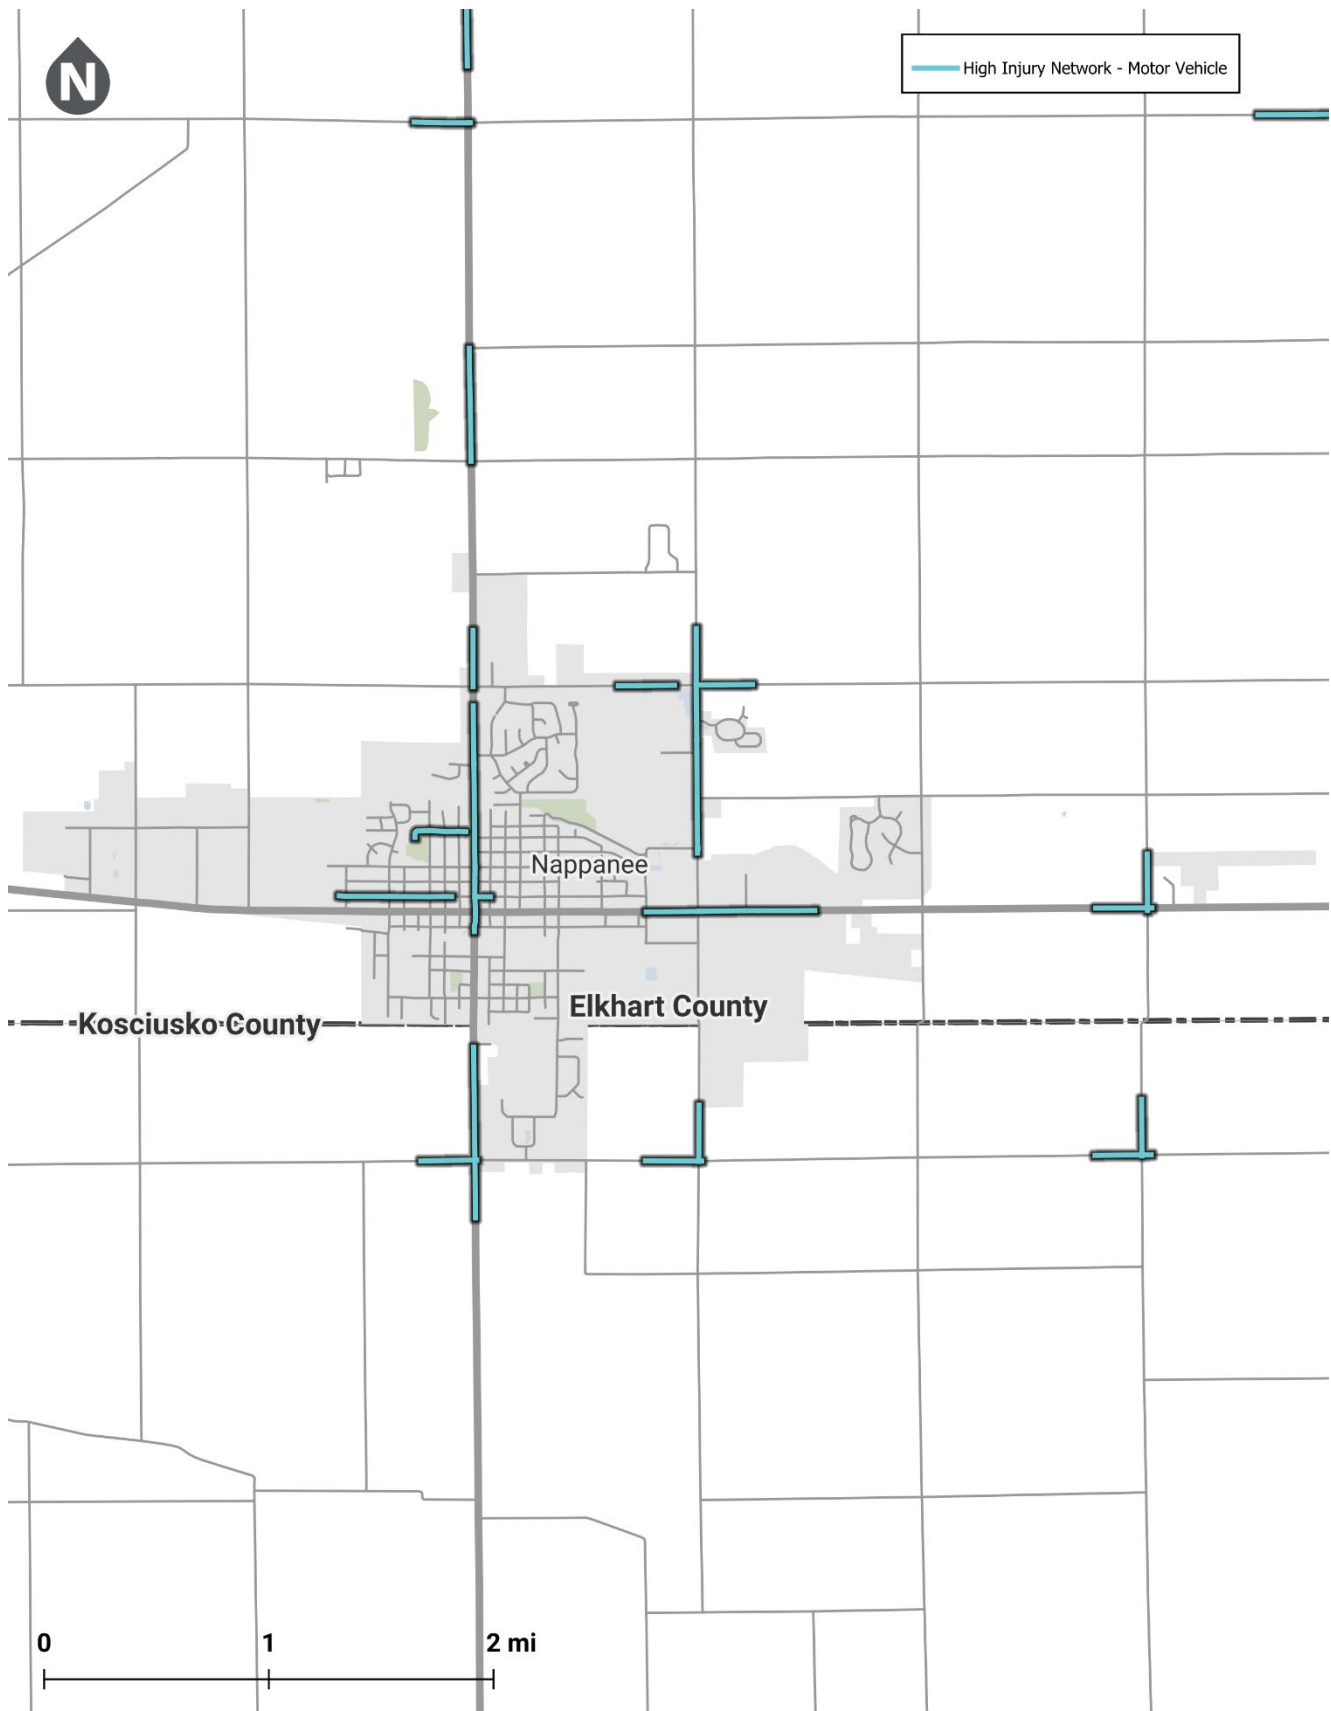 N
High Injury Network - Motor Vehicle
Nappanee
Elkhart County
Kosciusko County
0 1 2 mi